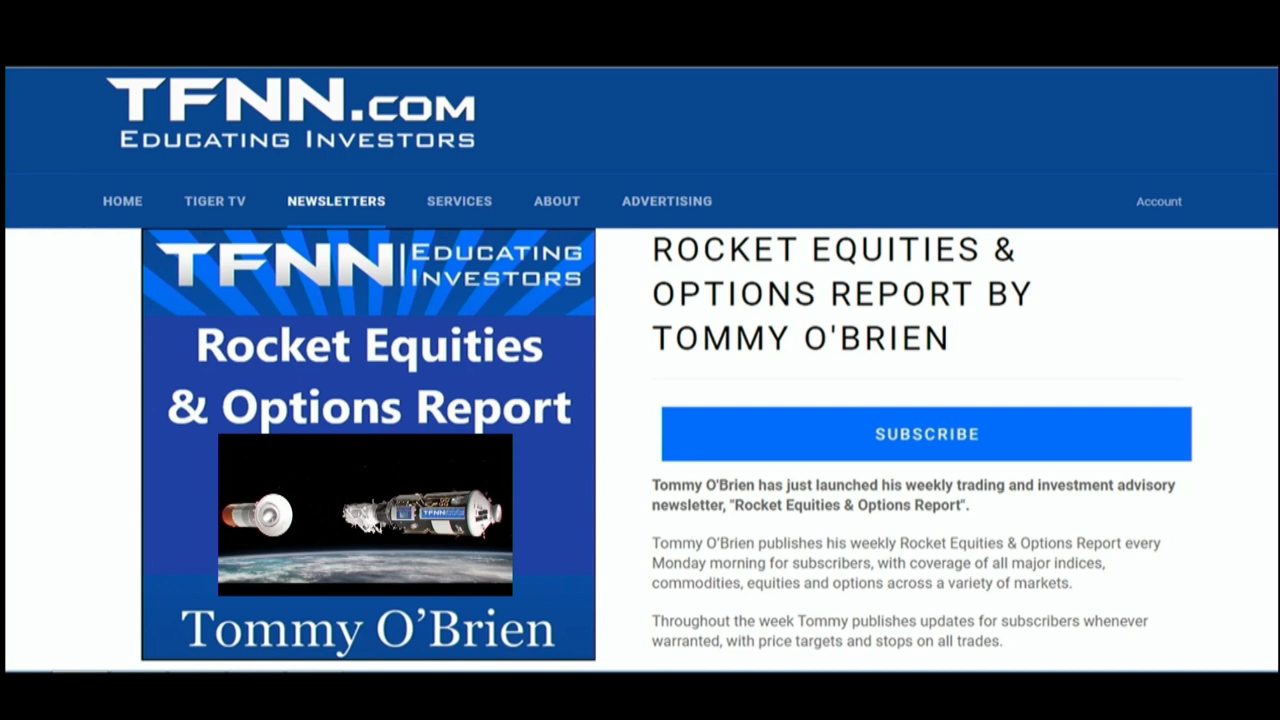 TFNN.COM
EDUCATING INVESTORS
HOME TIGER TV NEWSLETTERS SERVICES ABOUT ADVERTISING Account
TFNN|EDUCATING
INVESTORS
Rocket Equities
& Options Report
TFNN
Tommy O’Brien
ROCKET EQUITIES &
OPTIONS REPORT BY
TOMMY O'BRIEN
SUBSCRIBE
Tommy O'Brien has just launched his weekly trading and investment advisory
newsletter, "Rocket Equities & Options Report".
Tommy O’Brien publishes his weekly Rocket Equities & Options Report every
Monday morning for subscribers, with coverage of all major indices,
commodities, equities and options across a variety of markets.
Throughout the week Tommy publishes updates for subscribers whenever
warranted, with price targets and stops on all trades.